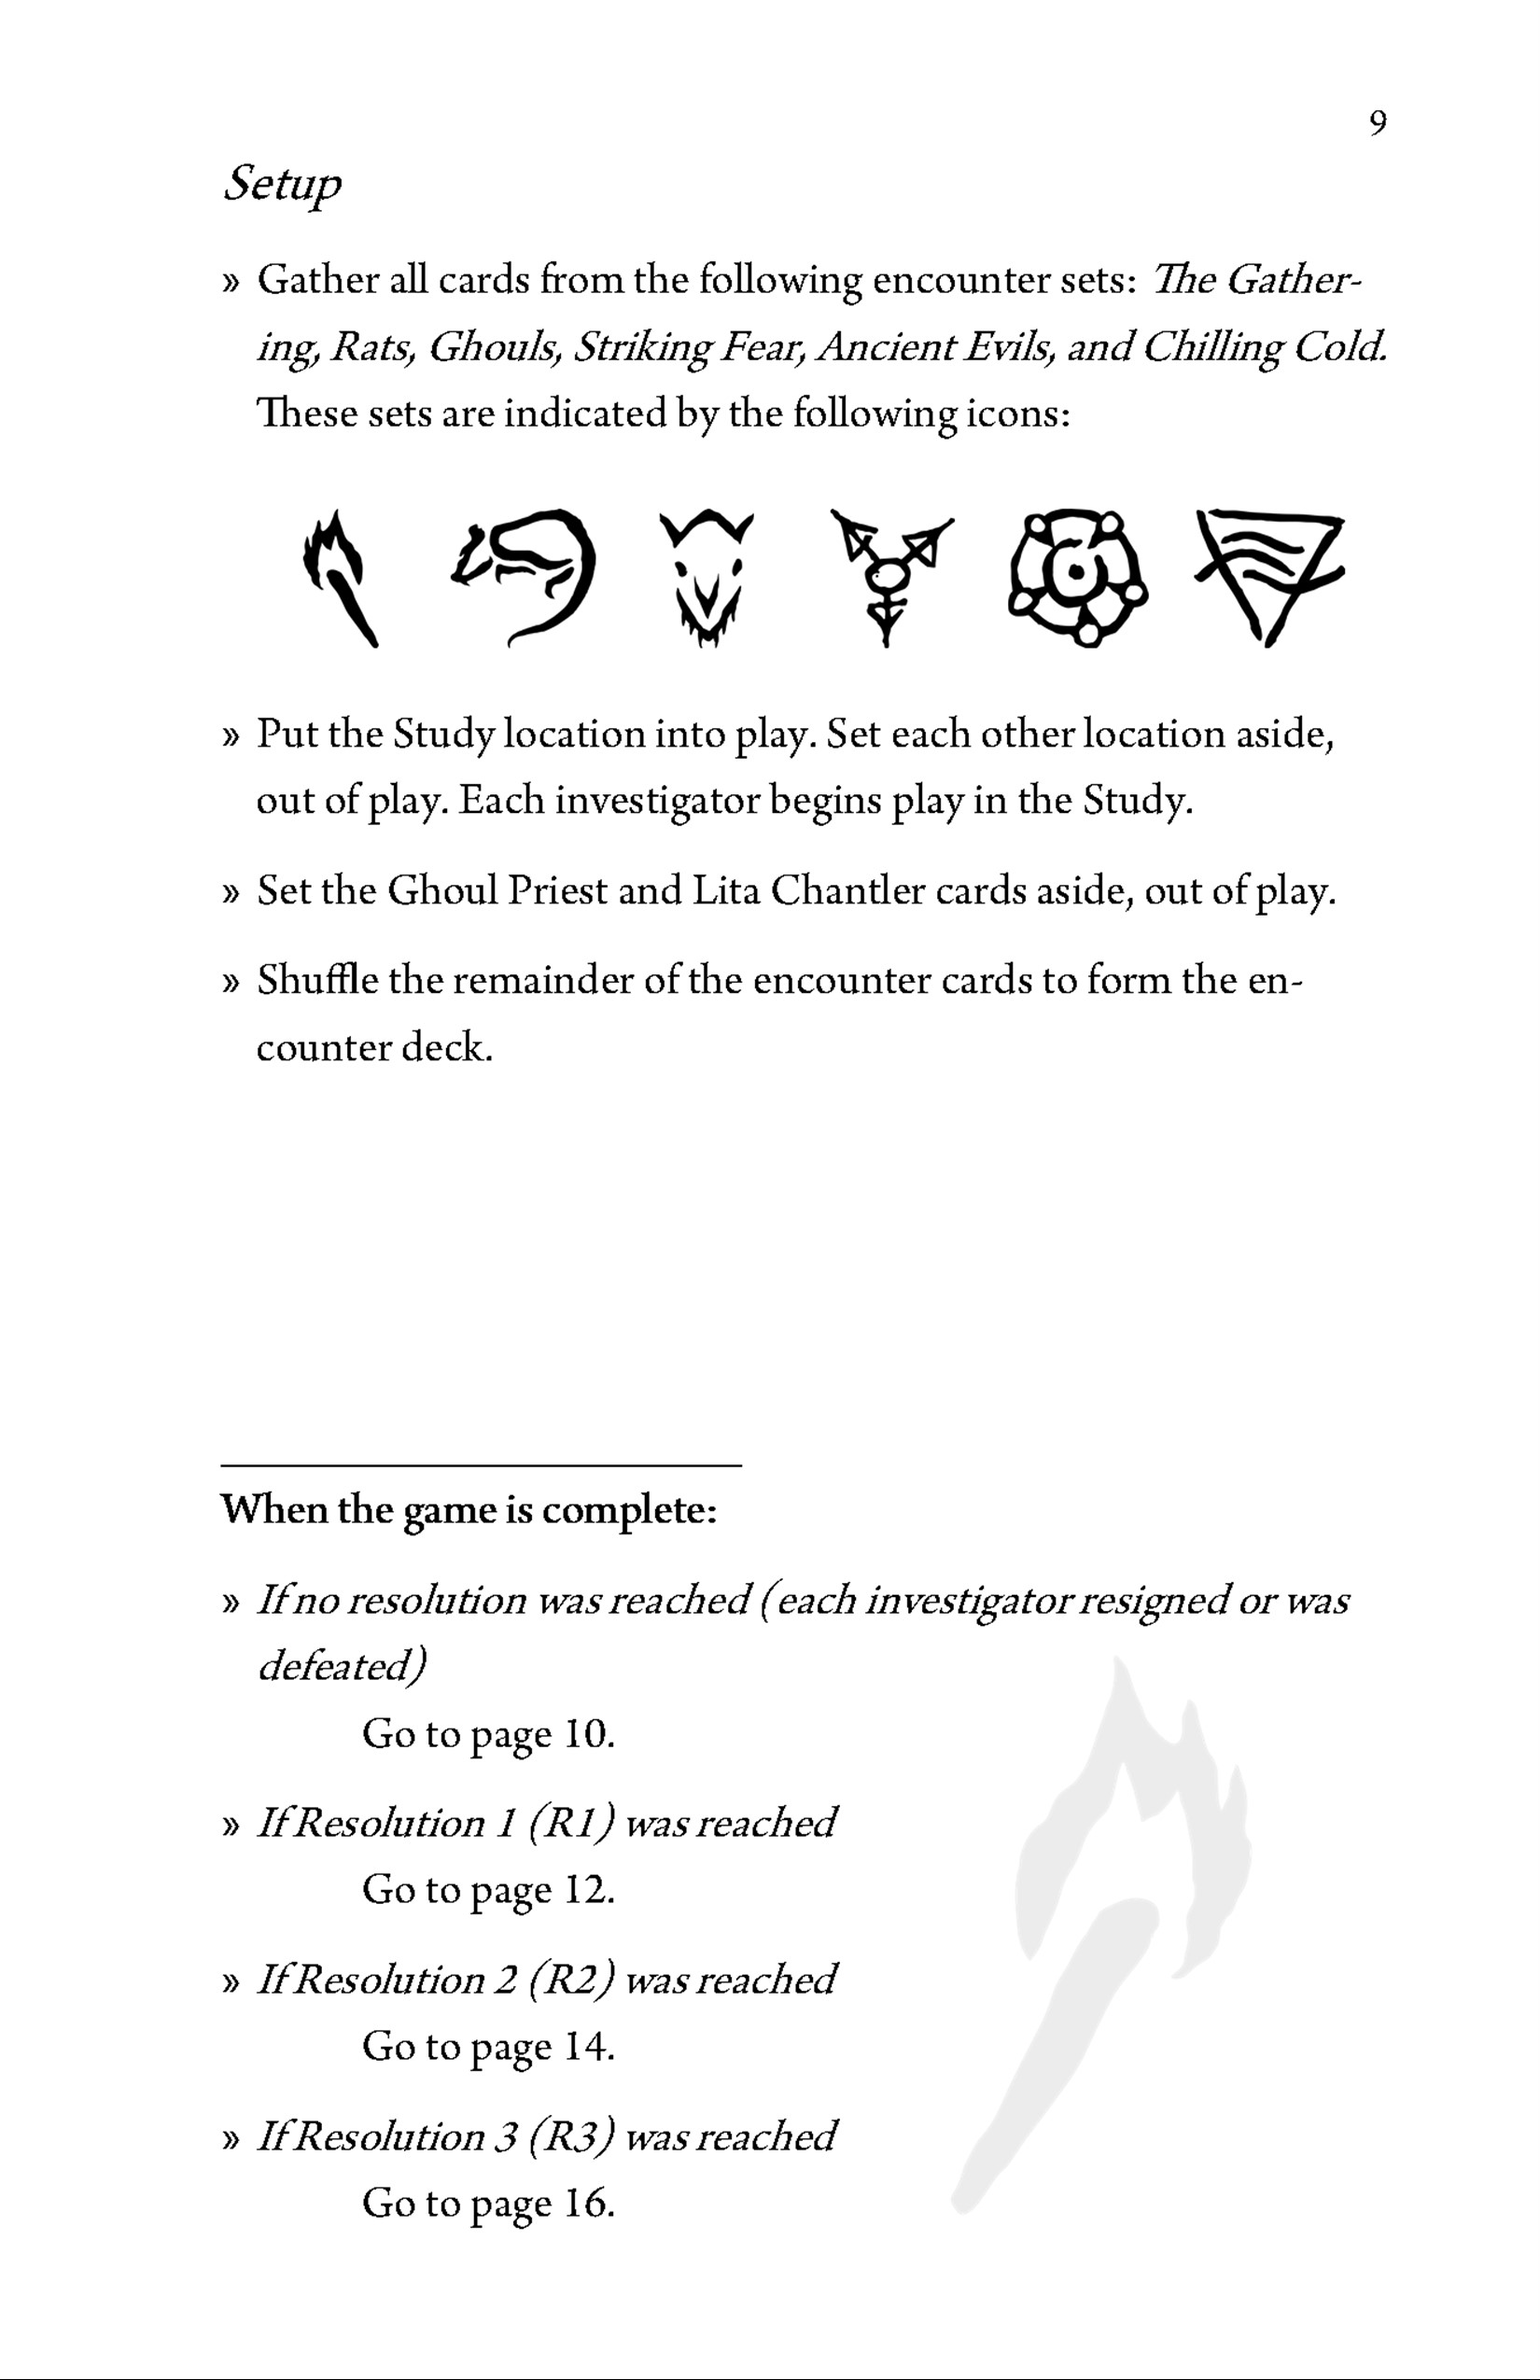 9
Setup
» Gather all cards from the following encounter sets: The Gather-
ing, Rats, Ghouls, Striking Fear, Ancient Evils, and Chilling Cold.
These sets are indicated by the following icons:
» Put the Study location into play. Set each other location aside,
out of play. Each investigator begins play in the Study.
» Set the Ghoul Priest and Lita Chantler cards aside, out of play.
» Shuffle the remainder of the encounter cards to form the en-
counter deck.
When the game is complete:
» If no resolution was reached (each investigator resigned or was
defeated)
Go to page 10.
» If Resolution 1 (R1) was reached
Go to page 12.
» If Resolution 2 (R2) was reached
Go to page 14.
» If Resolution 3 (R3) was reached
Go to page 16.